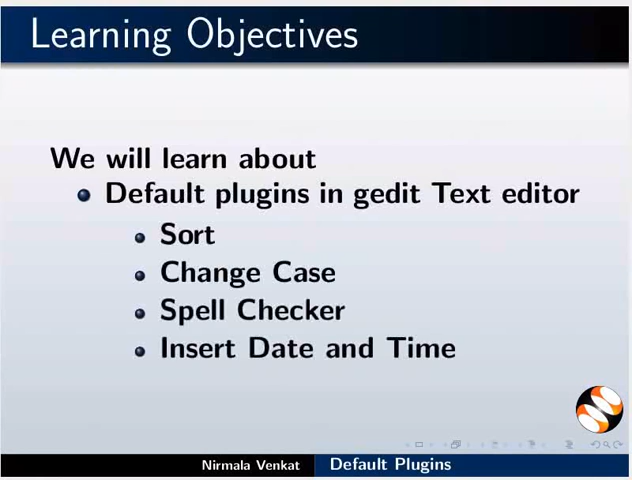 Learning Objectives
We will learn about
Default plugins in gedit Text editor
Sort
Change Case
Spell Checker
Insert Date and Time
Nirmala Venkat
Default Plugins